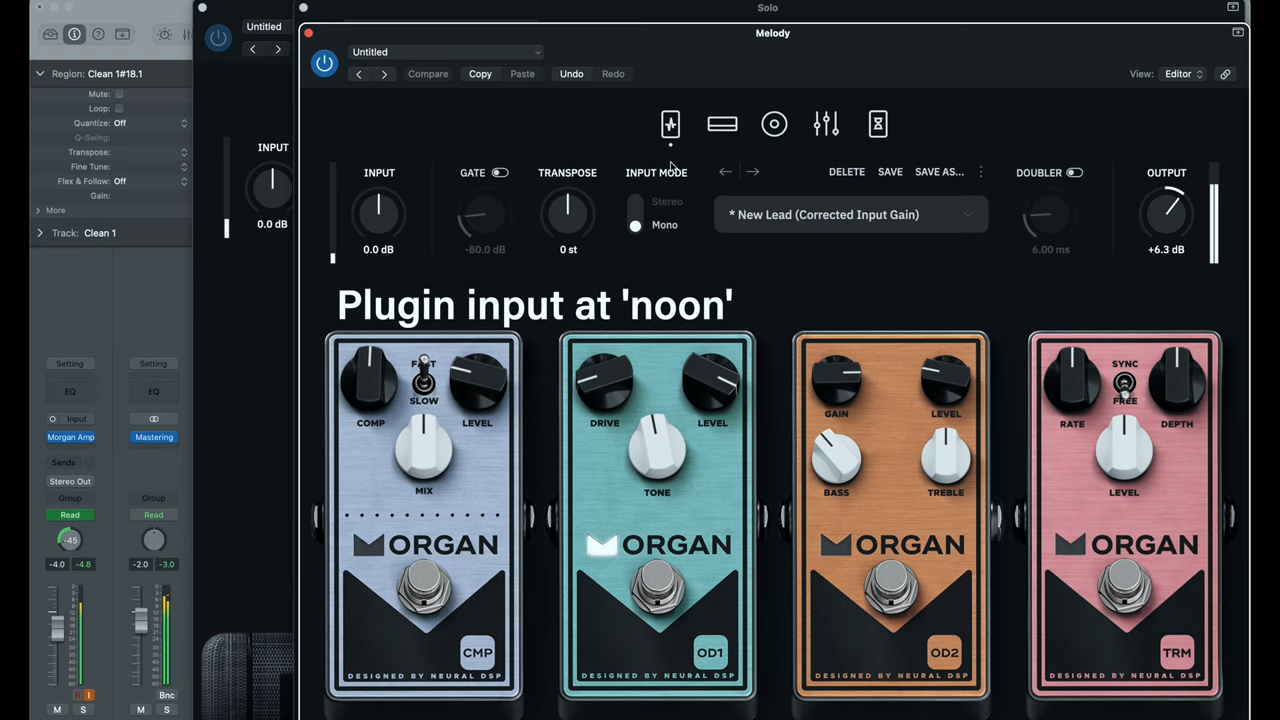 Solo
Melody
Untitled
Untitled
Compare
Copy
Paste
Undo
Redo
View: Editor
Region: Clean 1#18.1
Mute:
Loop:
Quantize: Off
Q-Swing:
Transpose:
Fine Tune:
Flex & Follow: Off
Gain:
More
Track: Clean 1
INPUT
0.0 dB
INPUT
0.0 dB
GATE
-80.0 dB
TRANSPOSE
0 st
INPUT MODE
Stereo
Mono
DELETE
SAVE
SAVE AS...
* New Lead (Corrected Input Gain)
DOUBLER
6.00 ms
OUTPUT
+6.3 dB
Plugin input at 'noon'
FAST
SLOW
COMP
LEVEL
MIX
MORGAN
CMP
DESIGNED BY NEURAL DSP
DRIVE
LEVEL
TONE
MORGAN
OD1
DESIGNED BY NEURAL DSP
GAIN
LEVEL
BASS
TREBLE
MORGAN
OD2
DESIGNED BY NEURAL DSP
SYNC
FREE
RATE
DEPTH
LEVEL
MORGAN
TRM
DESIGNED BY NEURAL DSP
Setting
Setting
EQ
EQ
Input
Morgan Amp
Mastering
Sends
Stereo Out
Group
Group
Read
Read
-45
-4.0
-4.8
-2.0
-3.0
R
I
Bnc
M
S
M
S